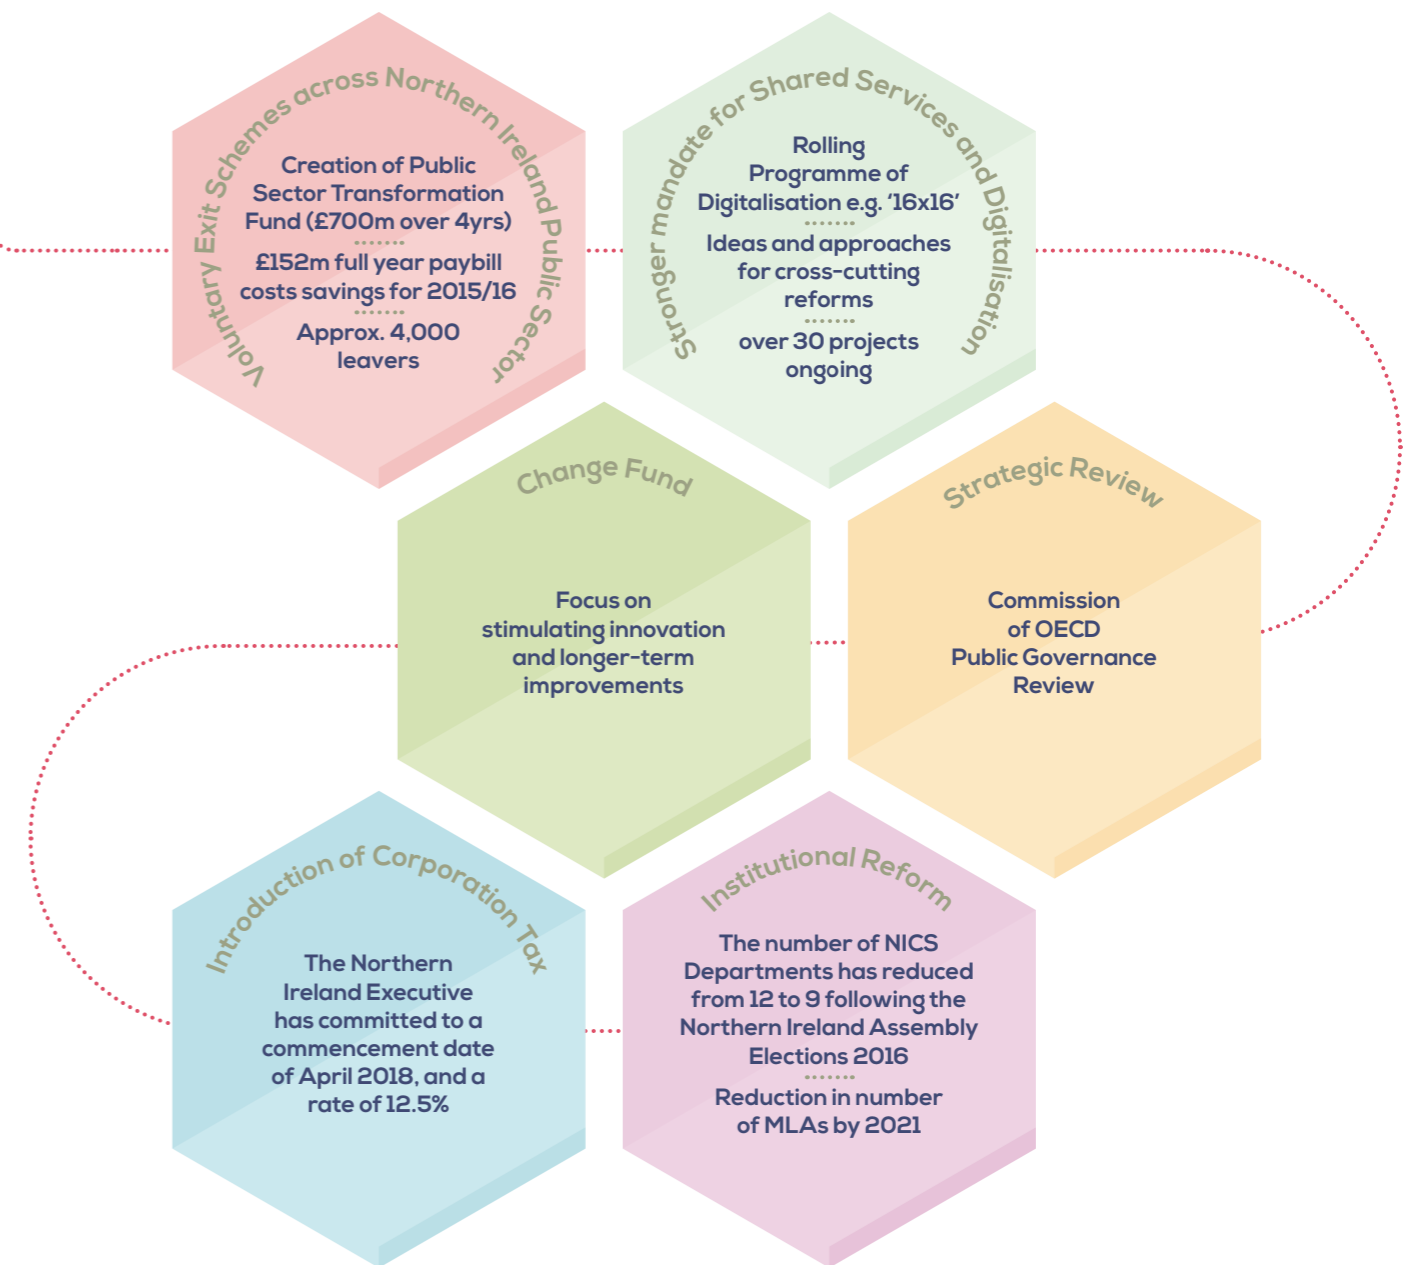 Voluntary Exit Schemes across Northern Ireland Public Sector
Creation of Public
Sector Transformation
Fund (£700m over 4yrs)
£152m full year paybill
costs savings for 2015/16
Approx. 4,000
leavers
Stronger mandate for Shared Services and Digitalisation
Rolling
Programme of
Digitalisation e.g. ‘16x16’
Ideas and approaches
for cross-cutting
reforms
over 30 projects
ongoing
Change Fund
Focus on
stimulating innovation
and longer-term
improvements
Strategic Review
Commission
of OECD
Public Governance
Review
Introduction of Corporation Tax
The Northern
Ireland Executive
has committed to a
commencement date
of April 2018, and a
rate of 12.5%
Institutional Reform
The number of NICS
Departments has reduced
from 12 to 9 following the
Northern Ireland Assembly
Elections 2016
Reduction in number
of MLAs by 2021